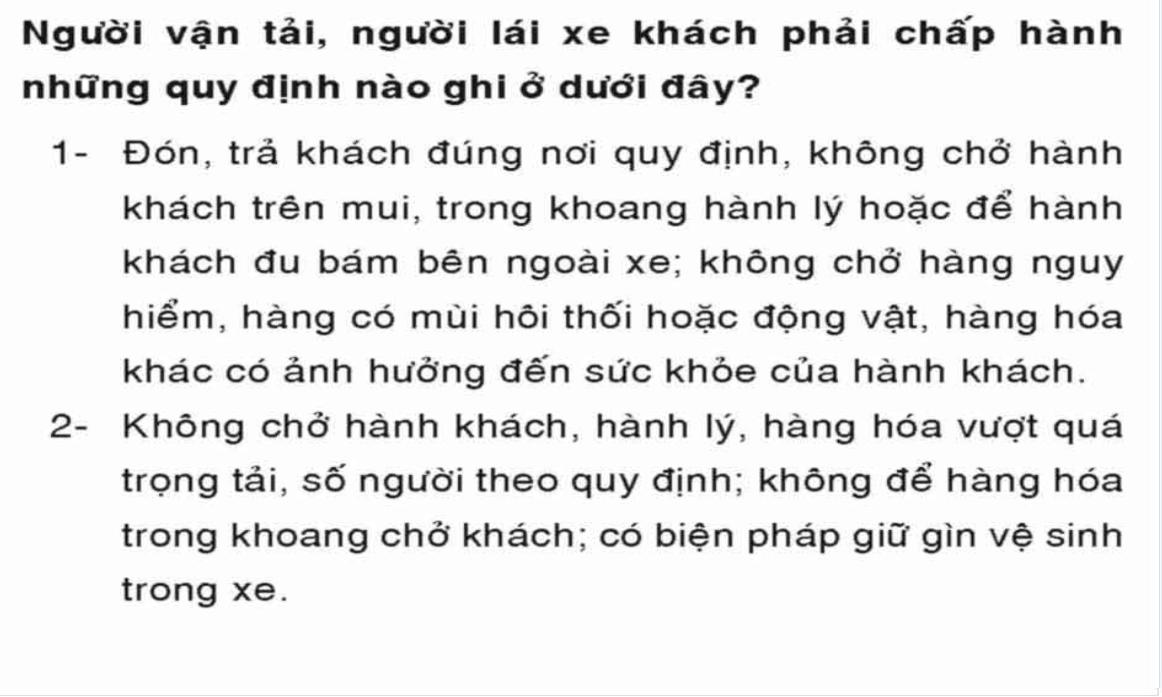 Người vận tải, người lái xe khách phải chấp hành
những quy định nào ghi ở dưới đây?
1- Đón, trả khách đúng nơi quy định, không chở hành
khách trên mui, trong khoang hành lý hoặc để hành
khách đu bám bên ngoài xe; không chở hàng nguy
hiểm, hàng có mùi hôi thối hoặc động vật, hàng hóa
khác có ảnh hưởng đến sức khỏe của hành khách.
2- Không chở hành khách, hành lý, hàng hóa vượt quá
trọng tải, số người theo quy định; không để hàng hóa
trong khoang chở khách; có biện pháp giữ gìn vệ sinh
trong xe.